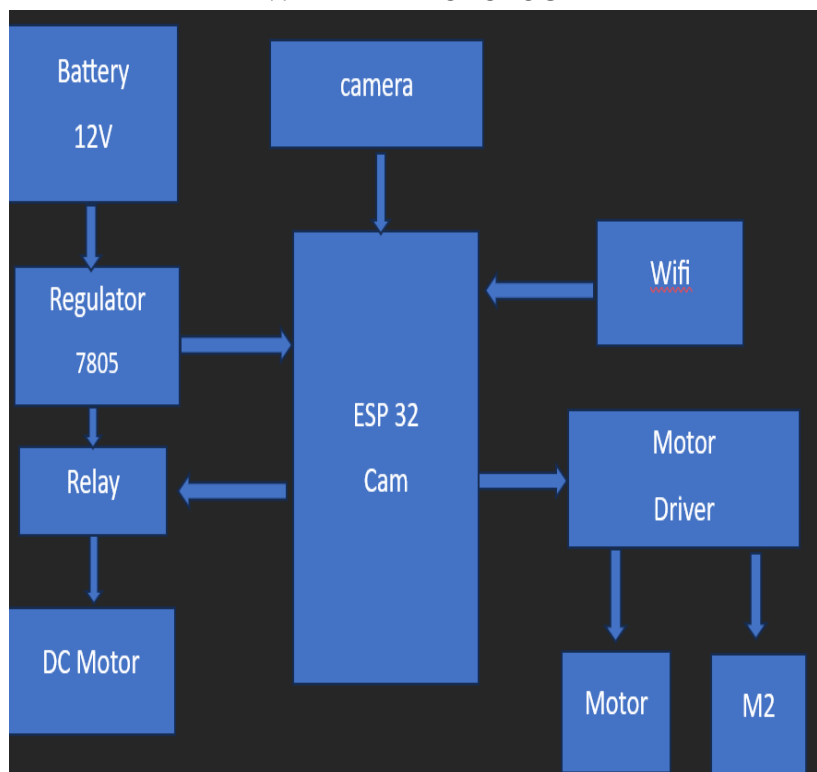 Battery
12V
camera
Wifi
Regulator
7805
ESP 32
Cam
Motor
Driver
Relay
DC Motor
Motor
M2